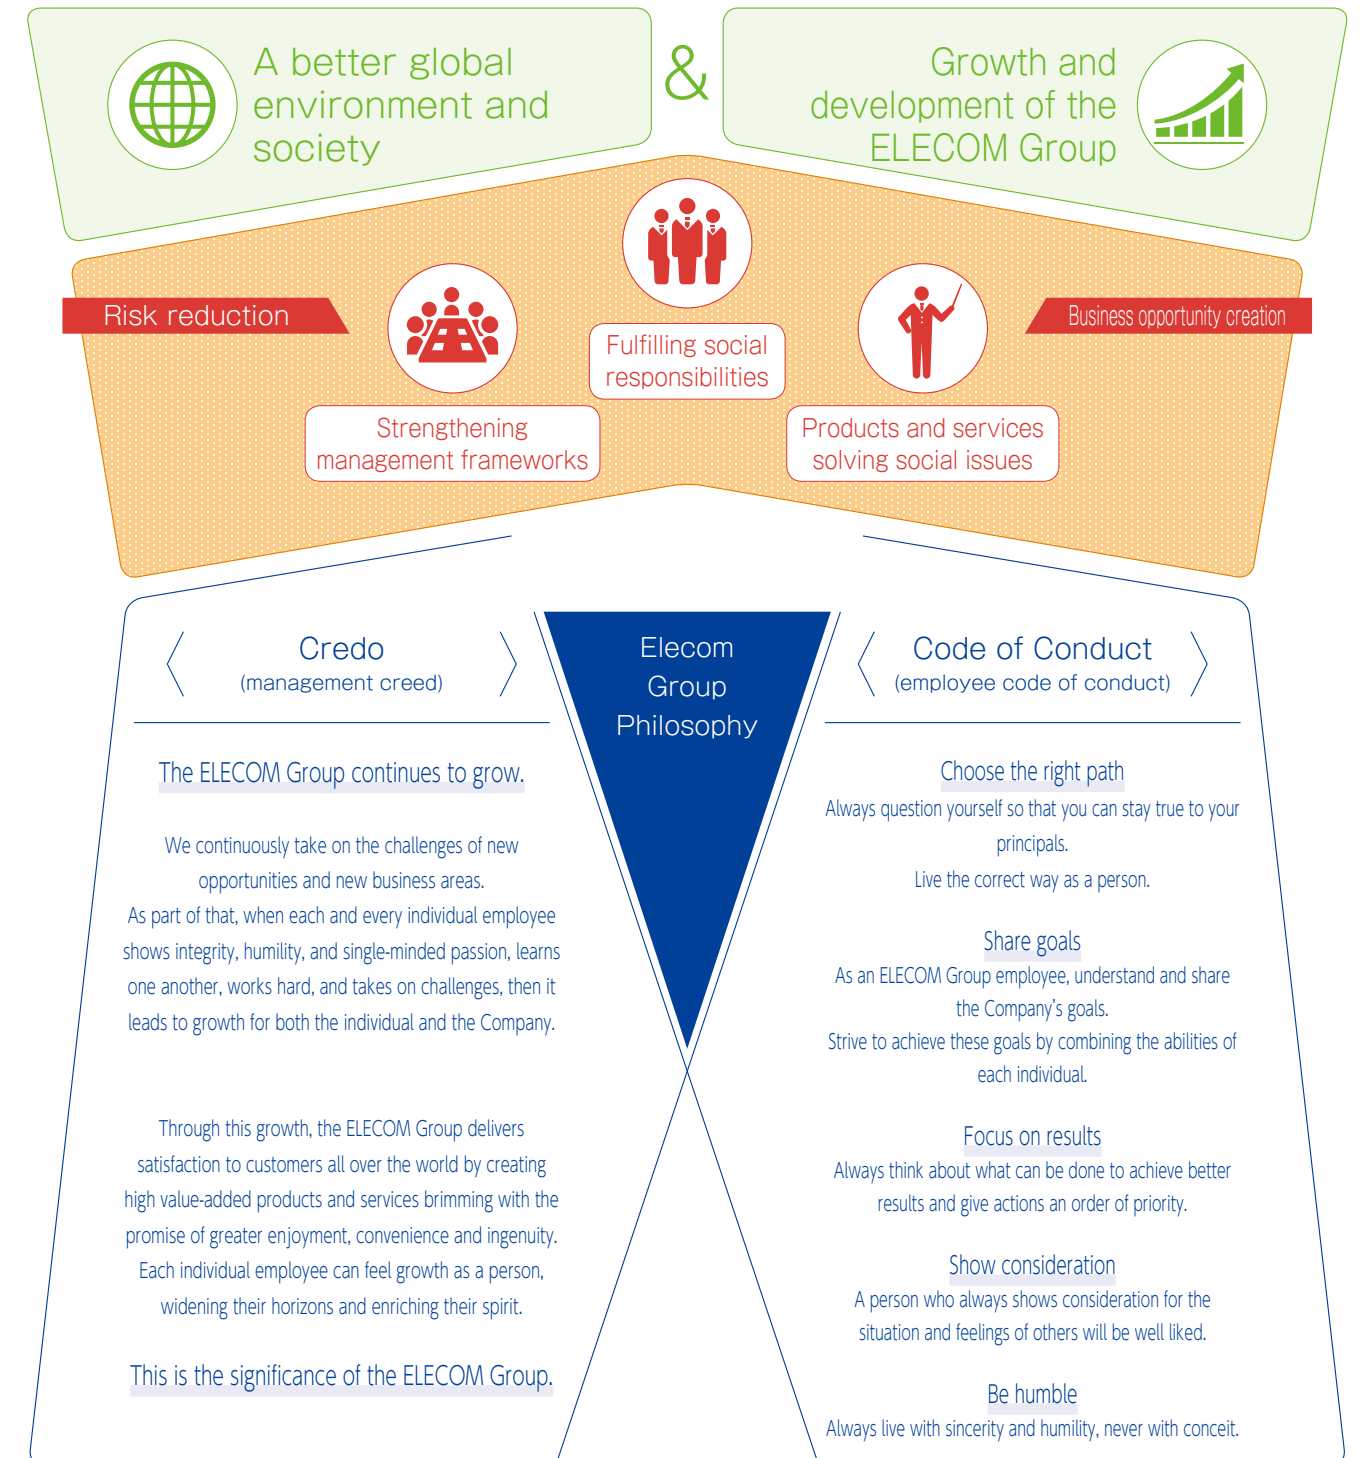 A better global
environment and
society
&
Growth and
development of the
ELECOM Group
Risk reduction
Business opportunity creation
Fulfilling social
responsibilities
Strengthening
management frameworks
Products and services
solving social issues
Elecom
Group
Philosophy
Credo
(management creed)
The ELECOM Group continues to grow.
We continuously take on the challenges of new
opportunities and new business areas.
As part of that, when each and every individual employee
shows integrity, humility, and single-minded passion, learns
one another, works hard, and takes on challenges, then it
leads to growth for both the individual and the Company.
Through this growth, the ELECOM Group delivers
satisfaction to customers all over the world by creating
high value-added products and services brimming with the
promise of greater enjoyment, convenience and ingenuity.
Each individual employee can feel growth as a person,
widening their horizons and enriching their spirit.
This is the significance of the ELECOM Group.
Code of Conduct
(employee code of conduct)
Choose the right path
Always question yourself so that you can stay true to your
principals.
Live the correct way as a person.
Share goals
As an ELECOM Group employee, understand and share
the Company's goals.
Strive to achieve these goals by combining the abilities of
each individual.
Focus on results
Always think about what can be done to achieve better
results and give actions an order of priority.
Show consideration
A person who always shows consideration for the
situation and feelings of others will be well liked.
Be humble
Always live with sincerity and humility, never with conceit.